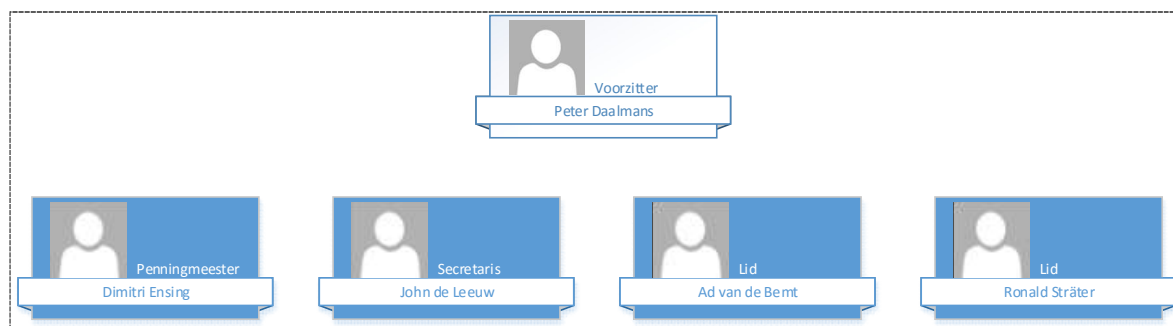 Voorzitter
Peter Daalmans
Penningmeester
Dimitri Ensing
Secretaris
John de Leeuw
Lid
Ad van de Bemt
Lid
Ronald Sträter